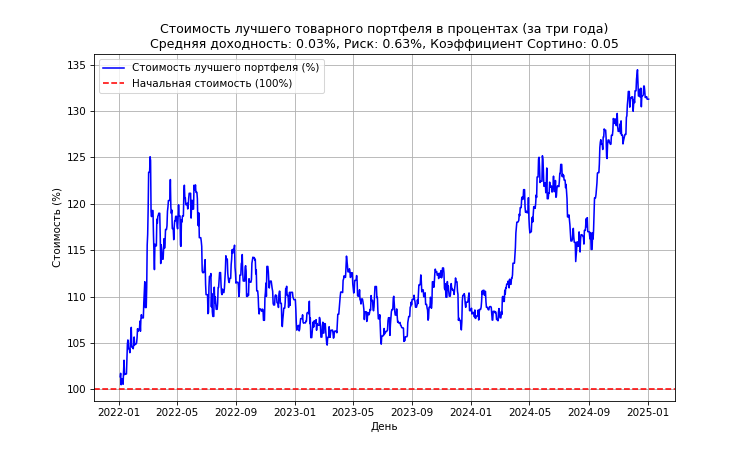 Стоимость лучшего товарного портфеля в процентах (за три года)
Средняя доходность: 0.03%, Риск: 0.63%, Коэффициент Сортино: 0.05
Стоимость лучшего портфеля (%)
Начальная стоимость (100%)
Стоимость (%)
135
130
125
120
115
110
105
100
2022-01 2022-05 2022-09 2023-01 2023-05 2023-09 2024-01 2024-05 2024-09 2025-01
День